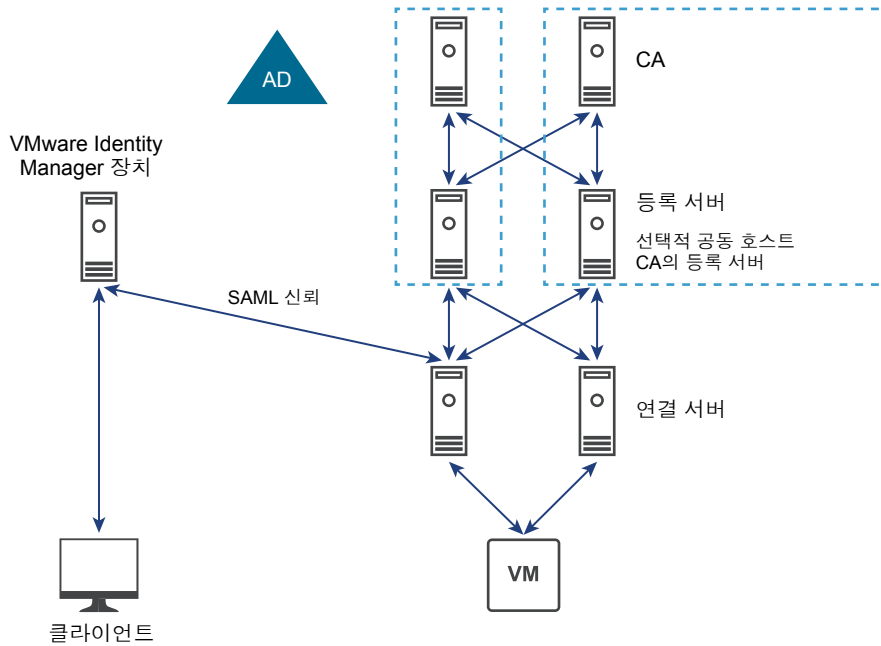 AD
CA
VMware Identity
Manager 장치
등록 서버
선택적 공동 호스트
CA의 등록 서버
SAML 신뢰
연결 서버
VM
클라이언트